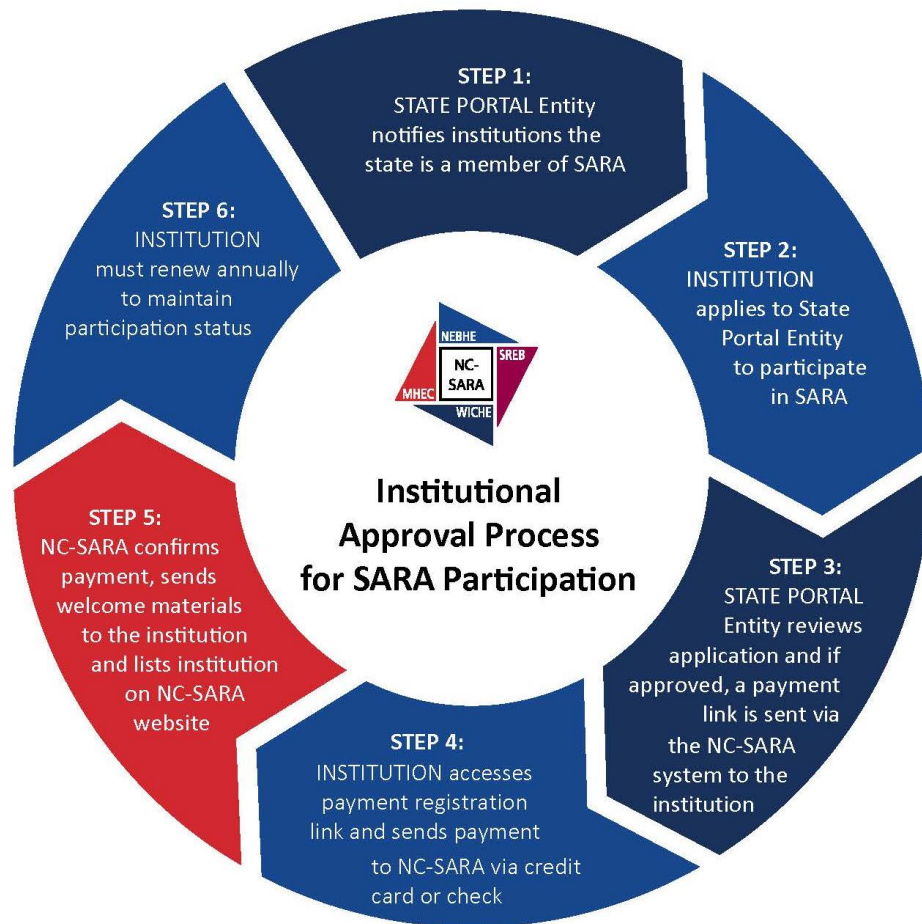 STEP 1:
STATE PORTAL Entity
notifies institutions the
state is a member of SARA
STEP 2:
INSTITUTION
applies to State
Portal Entity
to participate
in SARA
STEP 3:
STATE PORTAL
Entity reviews
application and if
approved, a payment
link is sent via
the NC-SARA
system to the
institution
STEP 4:
INSTITUTION accesses
payment registration
link and sends payment
to NC-SARA via credit
card or check
STEP 5:
NC-SARA confirms
payment, sends
welcome materials
to the institution
and lists institution
on NC-SARA
website
STEP 6:
INSTITUTION
must renew annually
to maintain
participation status
NEBHE
SREB
NC-
SARA
MHEC
WICHE
Institutional
Approval Process
for SARA Participation